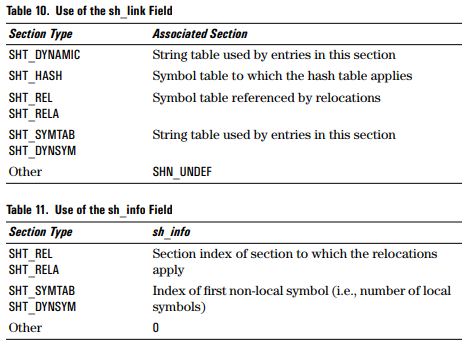 Table 10. Use of the sh_link Field
Section Type Associated Section
SHT_DYNAMIC String table used by entries in this section
SHT_HASH Symbol table to which the hash table applies
SHT_REL Symbol table referenced by relocations
SHT_RELA
SHT_SYMTAB String table used by entries in this section
SHT_DYNSYM
Other SHN_UNDEF
Table 11. Use of the sh_info Field
Section Type sh_info
SHT_REL Section index of section to which the relocations
SHT_RELA apply
SHT_SYMTAB Index of first non-local symbol (i.e., number of local
SHT_DYNSYM symbols)
Other 0